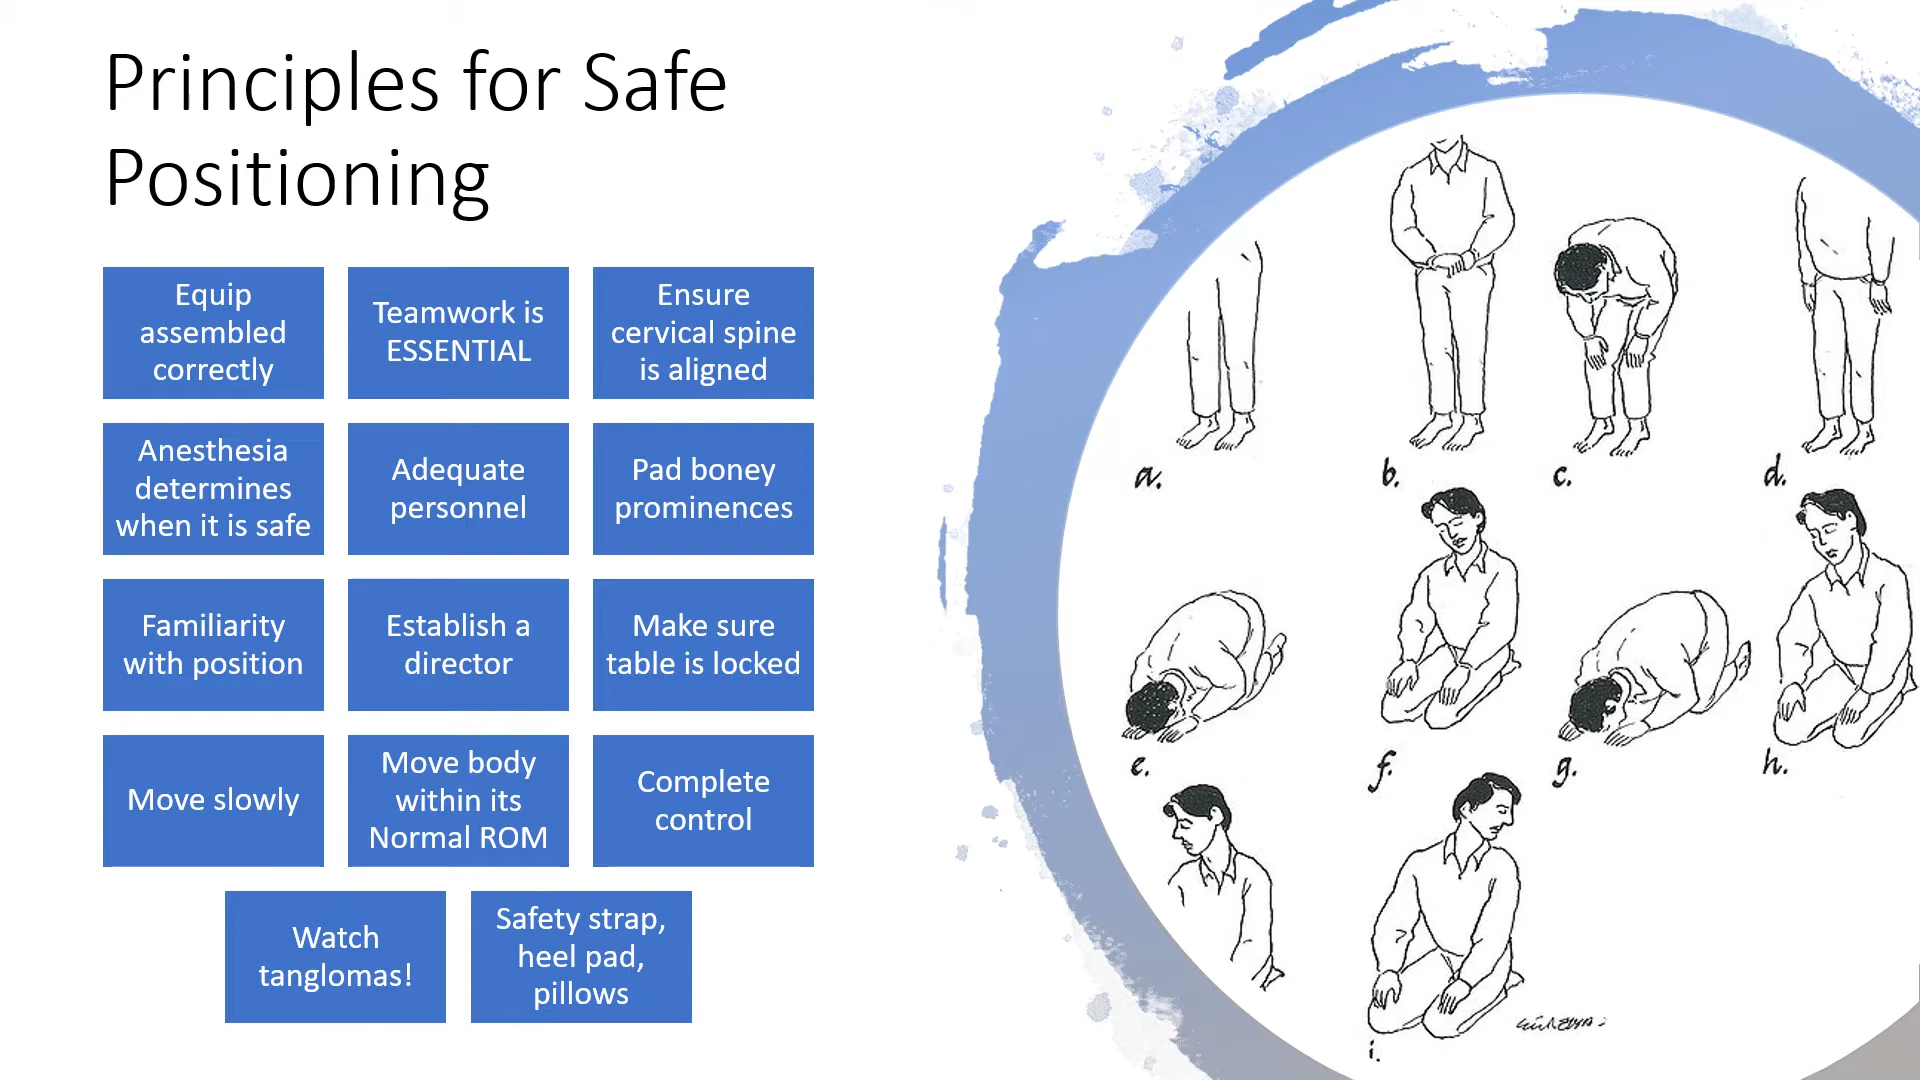 Principles for Safe
Positioning
Equip
assembled
correctly
Teamwork is
ESSENTIAL
Ensure
cervical spine
is aligned
Anesthesia
determines
when it is safe
Adequate
personnel
Pad boney
prominences
Familiarity
with position
Establish a
director
Make sure
table is locked
Move slowly
Move body
within its
Normal ROM
Complete
control
Watch
tanglomas!
Safety strap,
heel pad,
pillows
a.
b.
c.
d.
e.
f.
g.
h.
i.